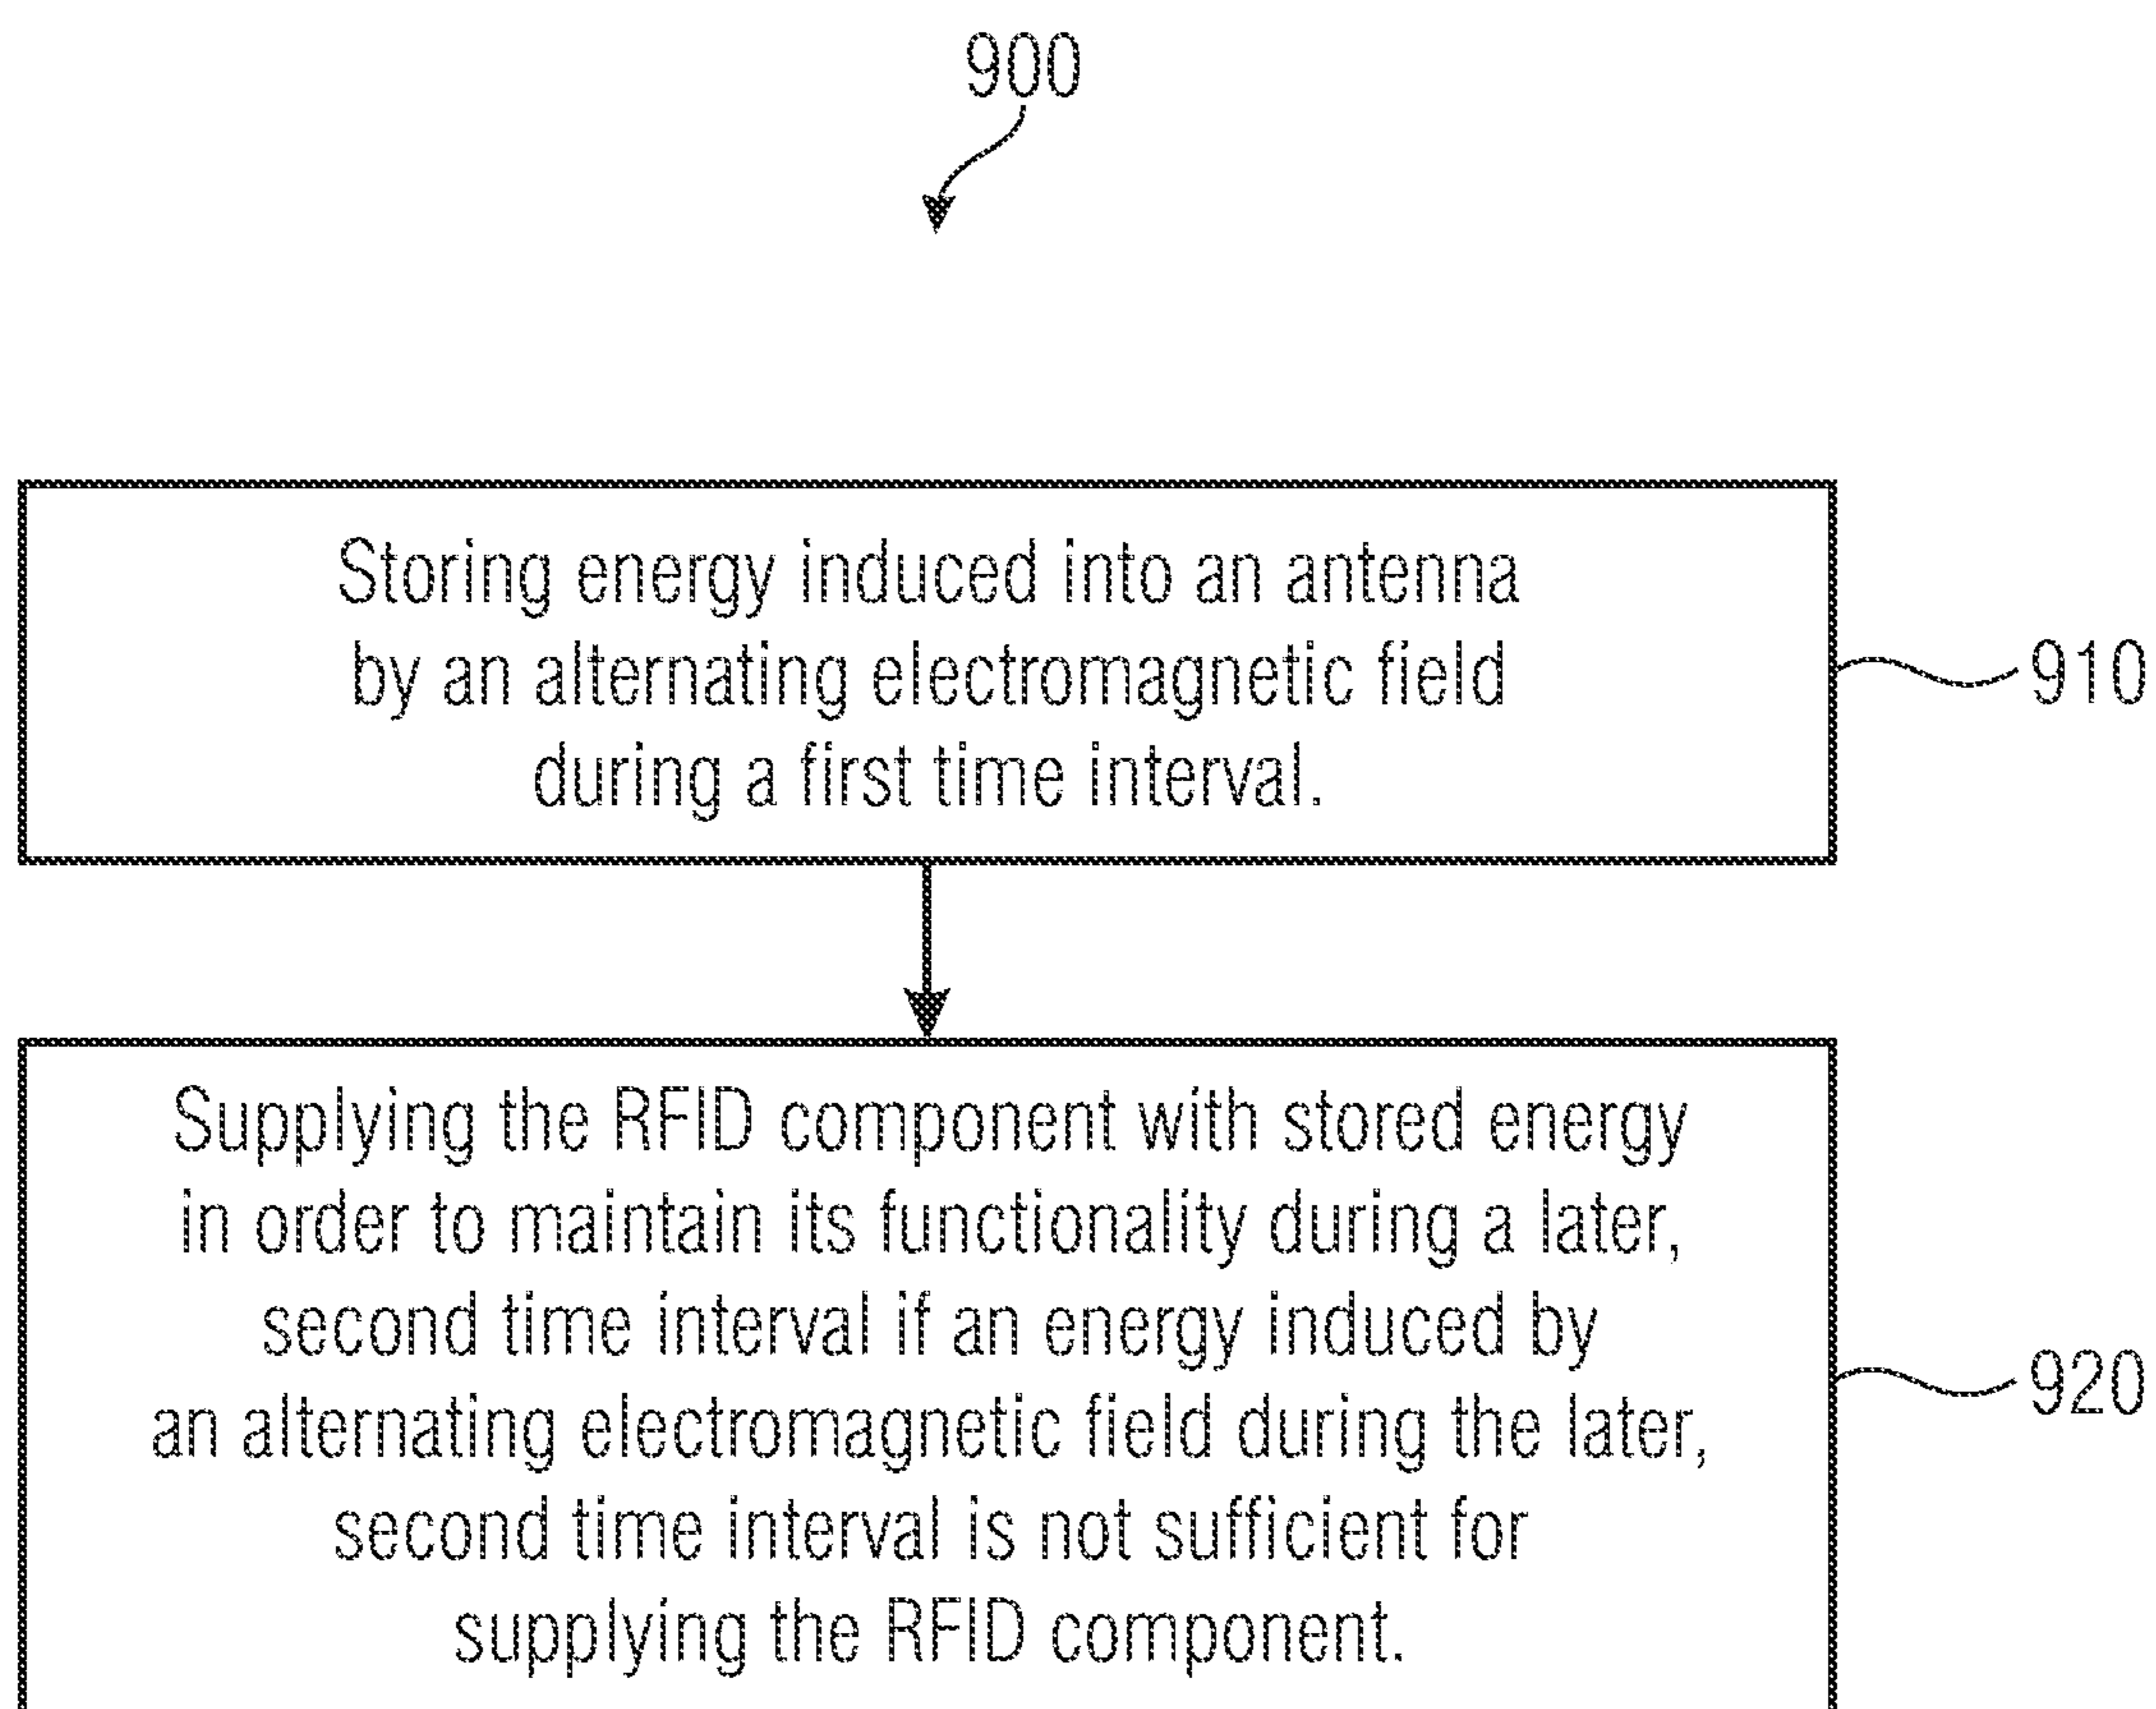 900
Storing energy induced into an antenna
by an alternating electromagnetic field
during a first time interval.
910
Supplying the RFID component with stored energy
in order to maintain its functionality during a later,
second time interval if an energy induced by
an alternating electromagnetic field during the later,
second time interval is not sufficient for
supplying the RFID component.
920